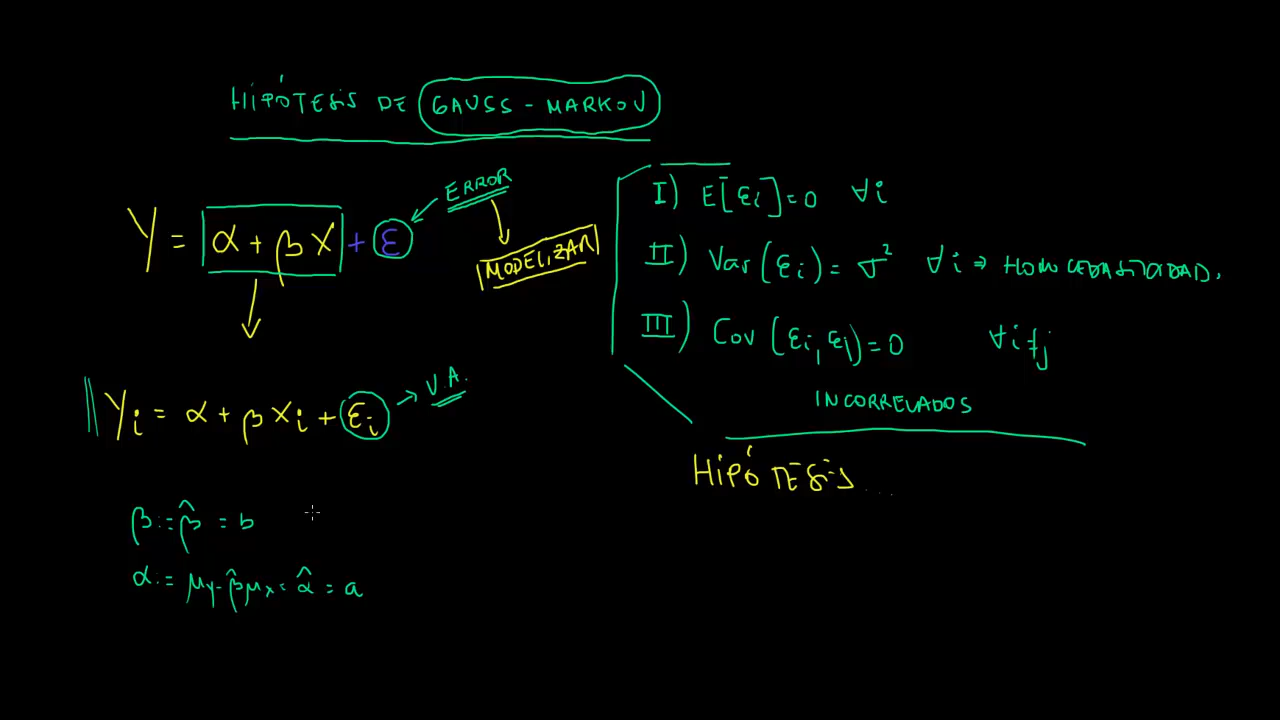 HIPÓTESIS DE GAUSS-MARKOV
Y = α + βX + ε
ERROR
MODELIZAR
Yi = α + βXi + εi
V.A.
β := β̂ = b
α := μy - β̂μx = α̂ = a
I) E[εi] = 0 ∀i
II) Var(εi) = σ² ∀i ⇒ HOMOCEDASTICIDAD.
III) Cov(εi, εj) = 0 ∀i≠j
INCORRELADOS
HIPÓTESIS...